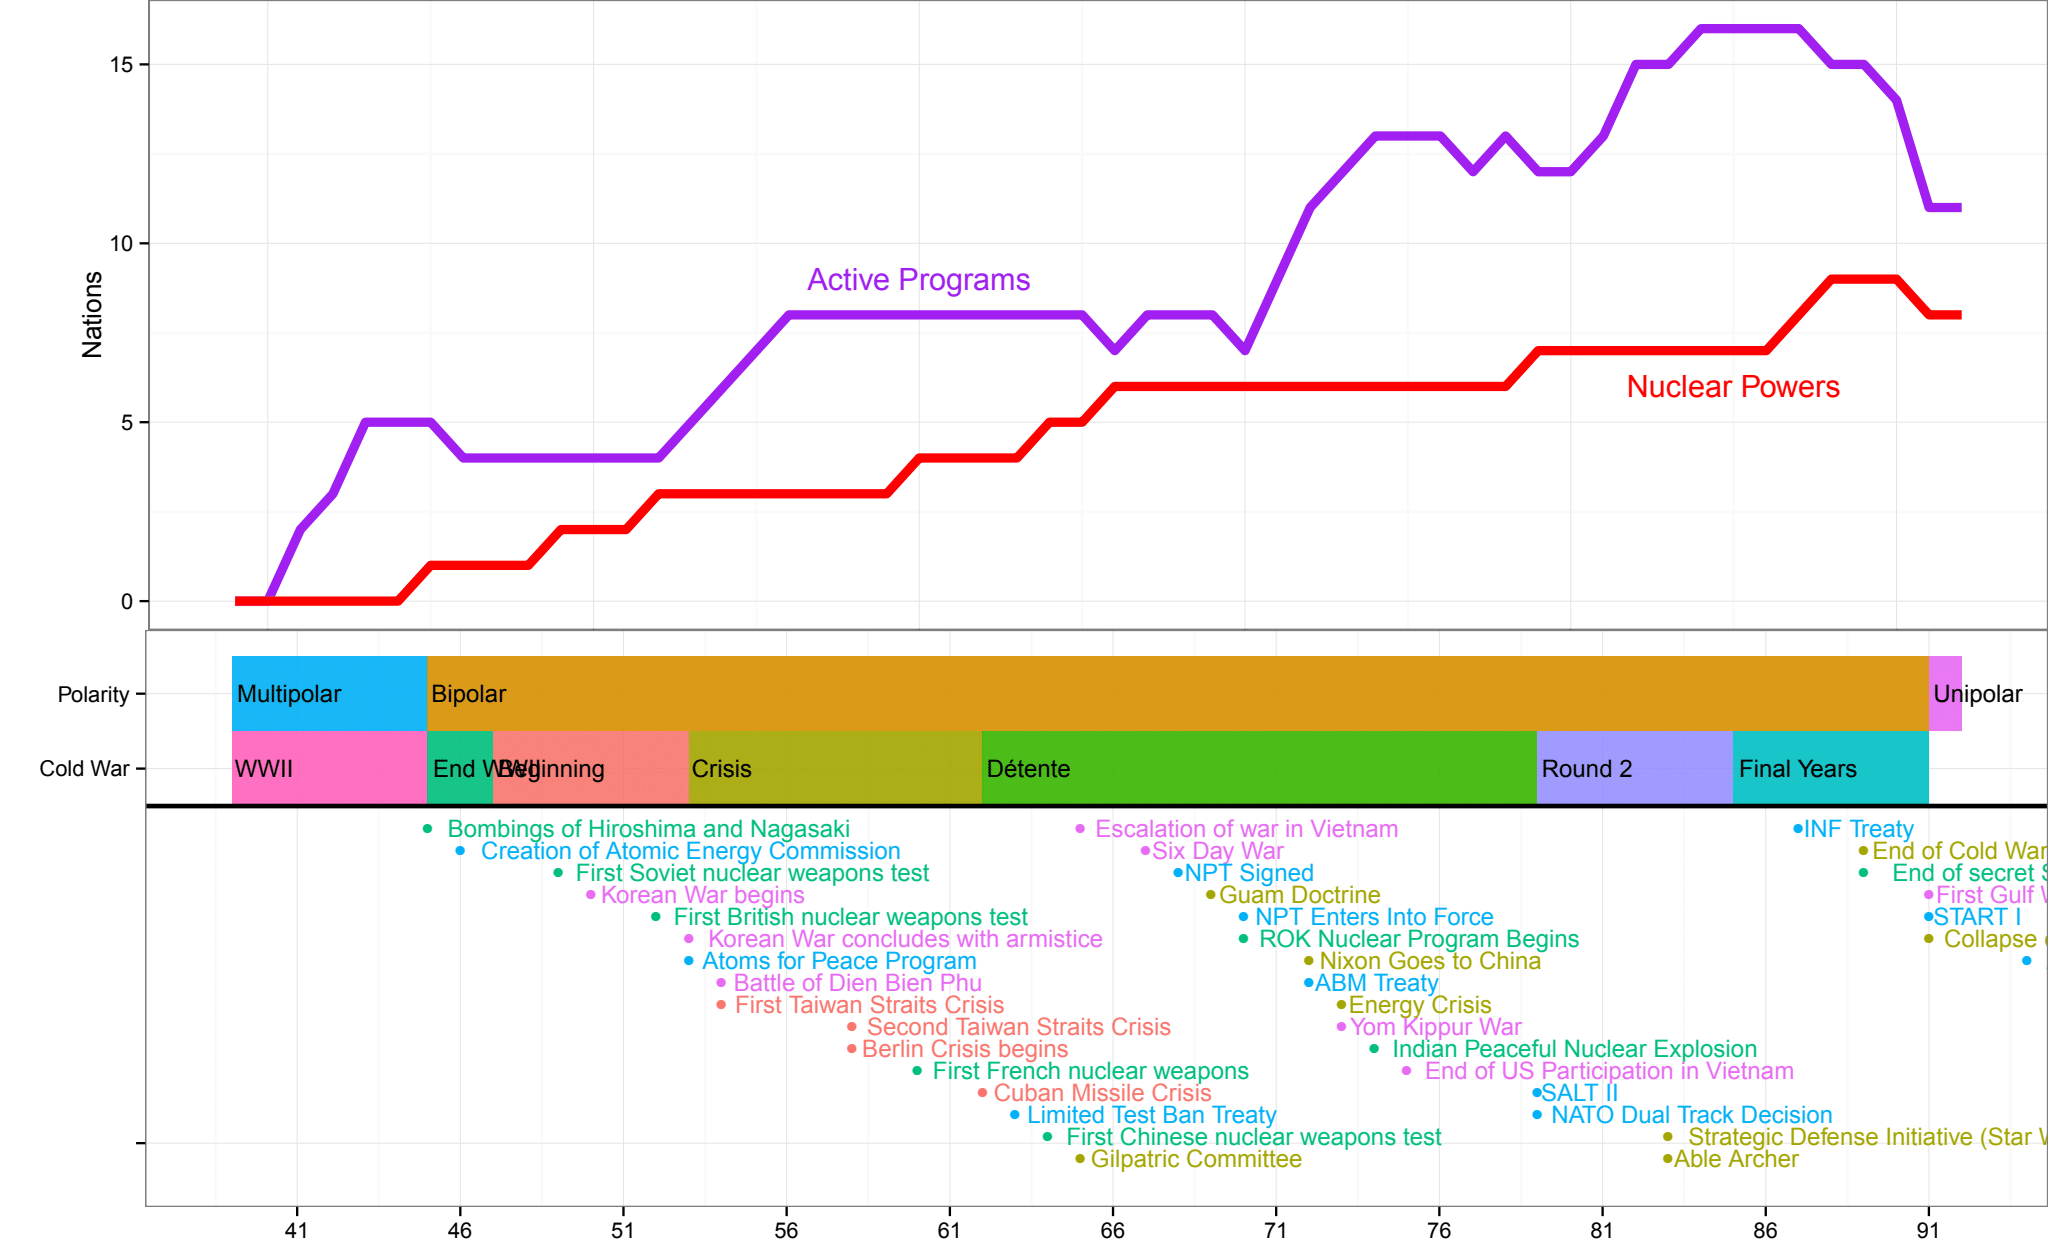 15
10
5
0
Nations
Active Programs
Nuclear Powers
Polarity
Multipolar
Bipolar
Unipolar
Cold War
WWII
End WWII
Beginning
Crisis
Détente
Round 2
Final Years
Bombings of Hiroshima and Nagasaki
Creation of Atomic Energy Commission
First Soviet nuclear weapons test
Korean War begins
First British nuclear weapons test
Korean War concludes with armistice
Atoms for Peace Program
Battle of Dien Bien Phu
First Taiwan Straits Crisis
Second Taiwan Straits Crisis
Berlin Crisis begins
First French nuclear weapons
Cuban Missile Crisis
Limited Test Ban Treaty
First Chinese nuclear weapons test
Gilpatric Committee
Escalation of war in Vietnam
Six Day War
NPT Signed
Guam Doctrine
NPT Enters Into Force
ROK Nuclear Program Begins
Nixon Goes to China
ABM Treaty
Energy Crisis
Yom Kippur War
Indian Peaceful Nuclear Explosion
End of US Participation in Vietnam
SALT II
NATO Dual Track Decision
Strategic Defense Initiative (Star
Able Archer
INF Treaty
End of Cold War
End of secret
First Gulf
START I
Collapse
41 46 51 56 61 66 71 76 81 86 91